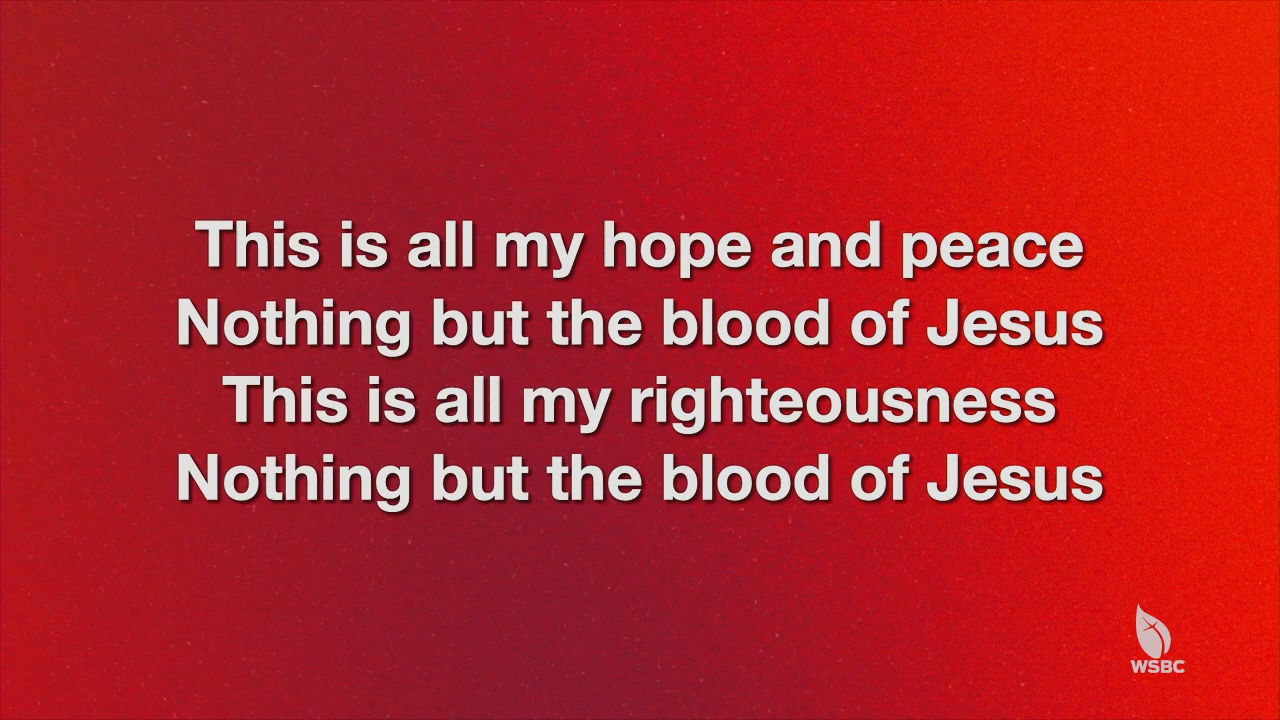 This is all my hope and peace
Nothing but the blood of Jesus
This is all my righteousness
Nothing but the blood of Jesus
WSBC